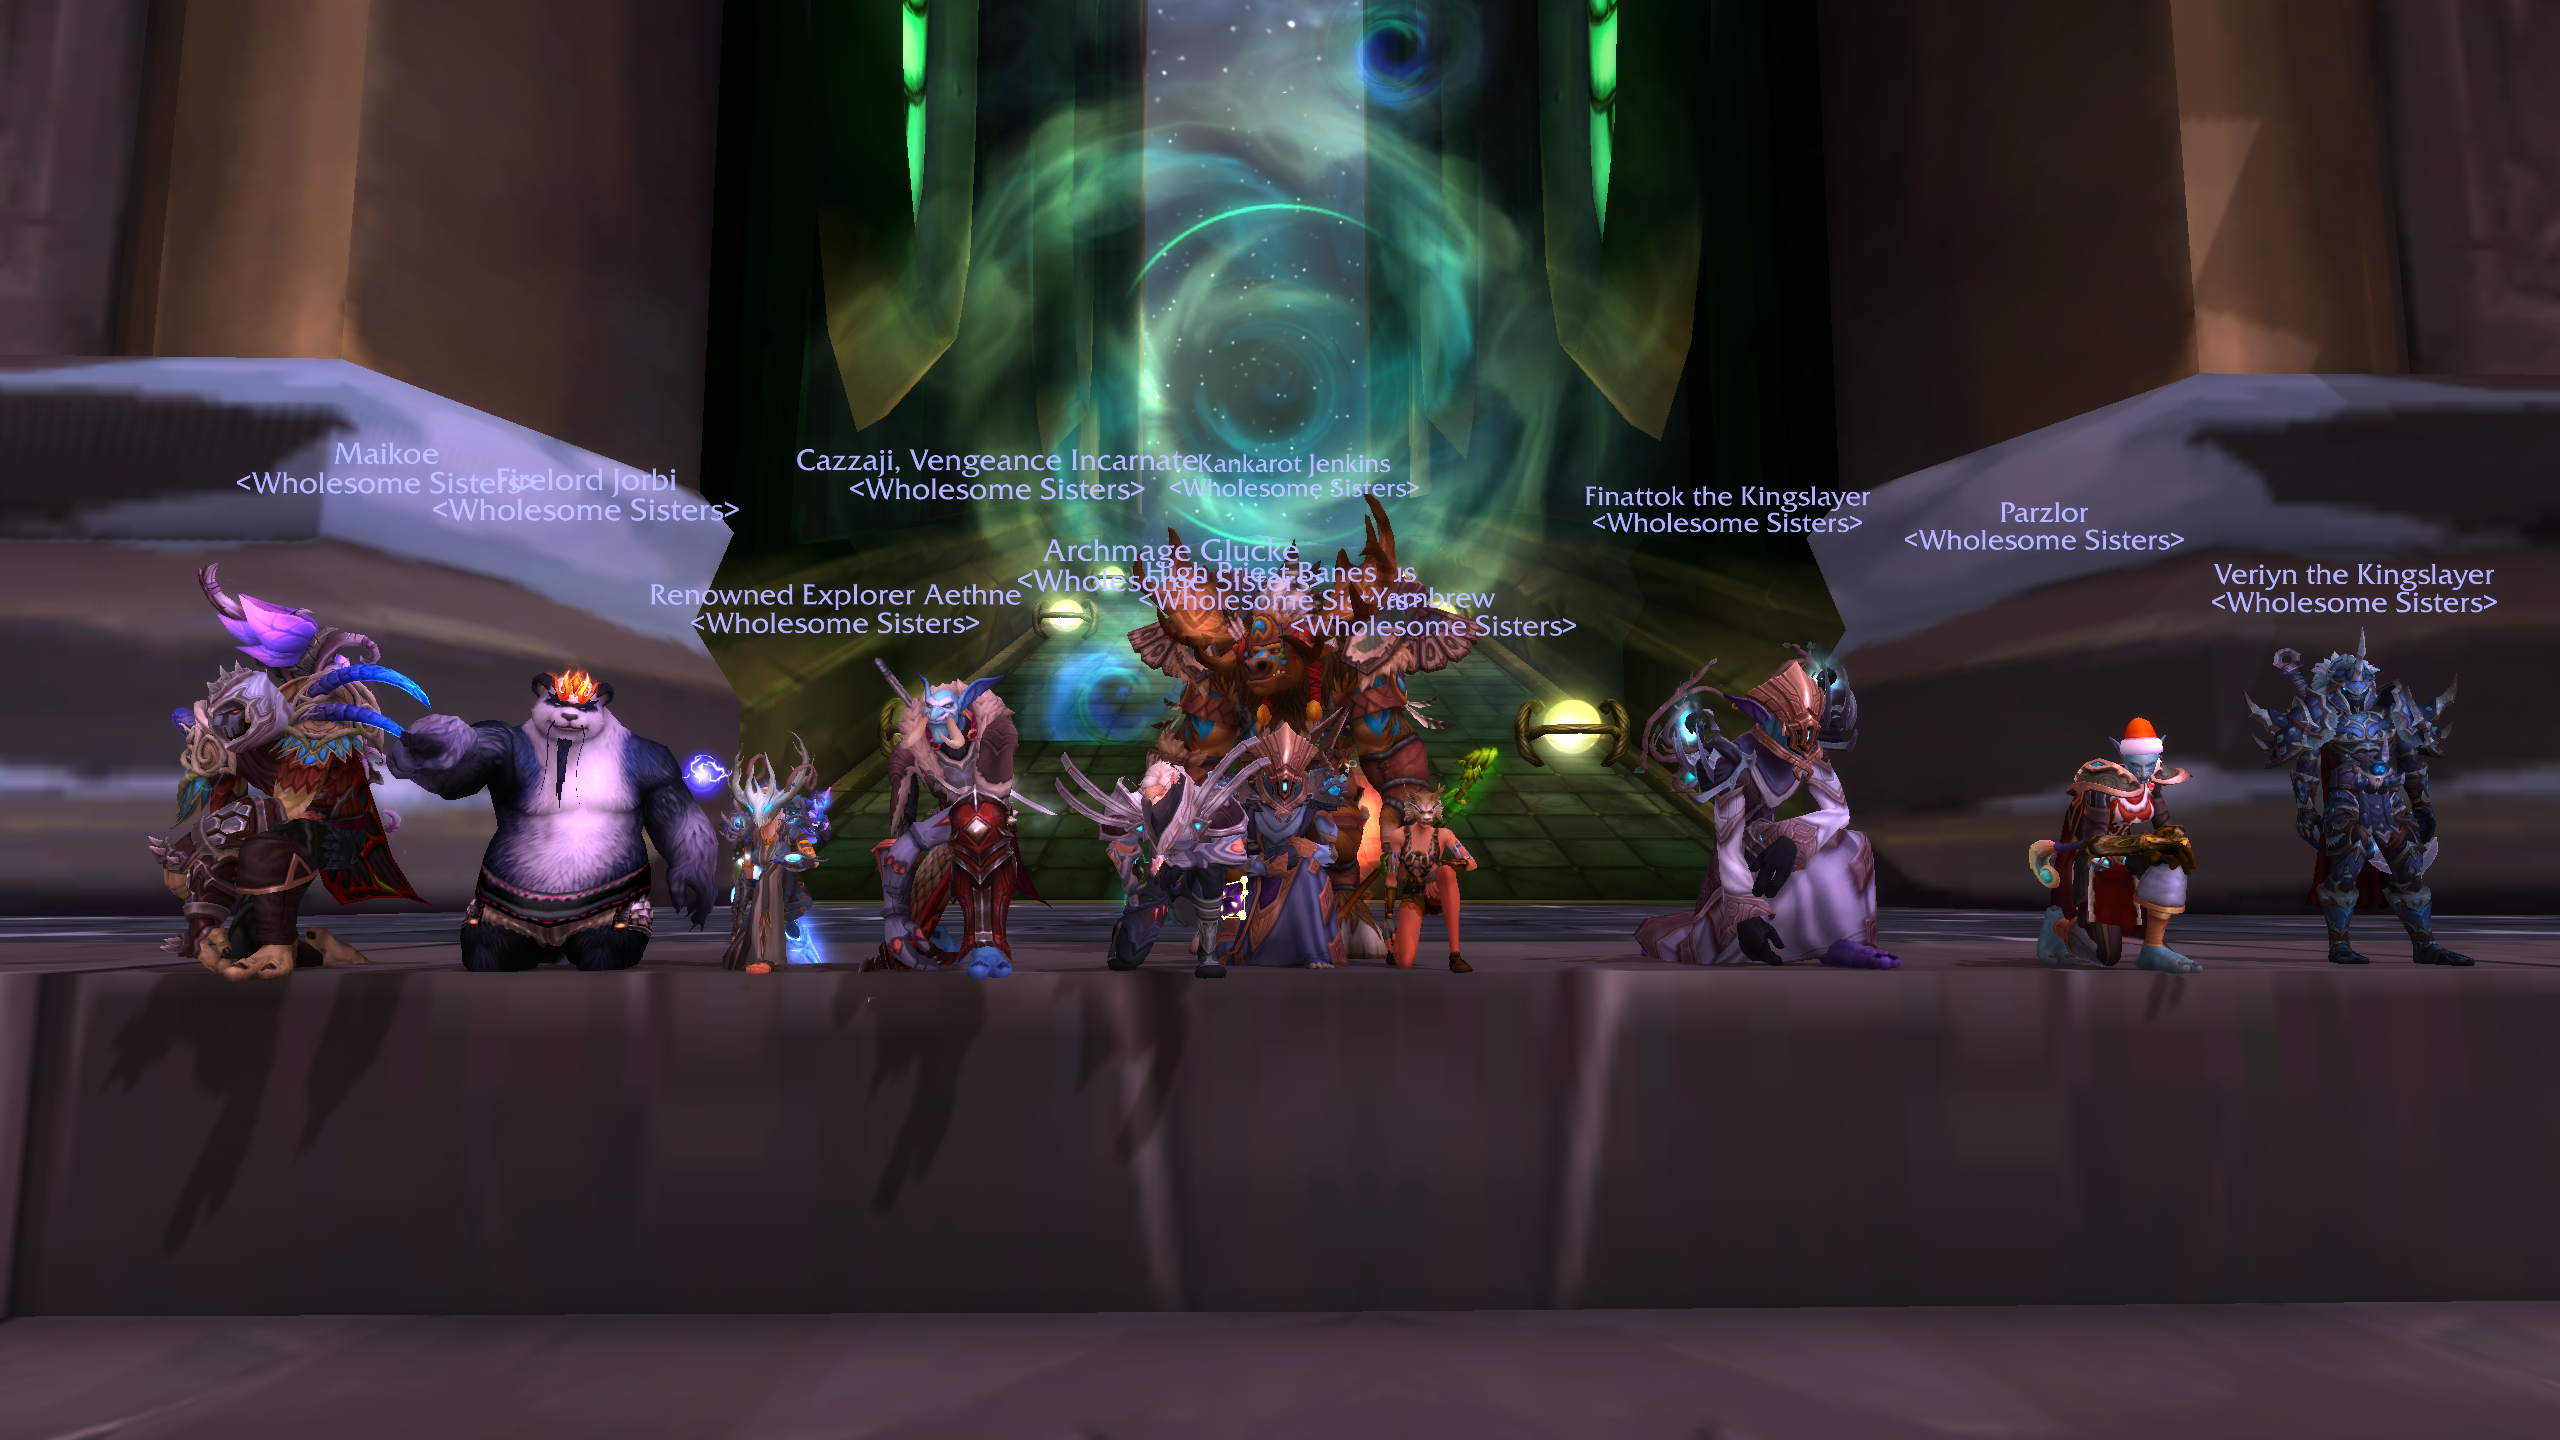 Maikoe
<Wholesome Sisters>
Firelord Jorbi
<Wholesome Sisters>
Renowned Explorer Aethne
<Wholesome Sisters>
Cazzaji, Vengeance Incarnate
<Wholesome Sisters>
Kankarot Jenkins
<Wholesome Sisters>
Archmage Glucke
<Wholesome Sisters>
High Priest Banes
<Wholesome Sisters>
Yambrew
<Wholesome Sisters>
Finattok the Kingslayer
<Wholesome Sisters>
Parzlor
<Wholesome Sisters>
Veriyn the Kingslayer
<Wholesome Sisters>